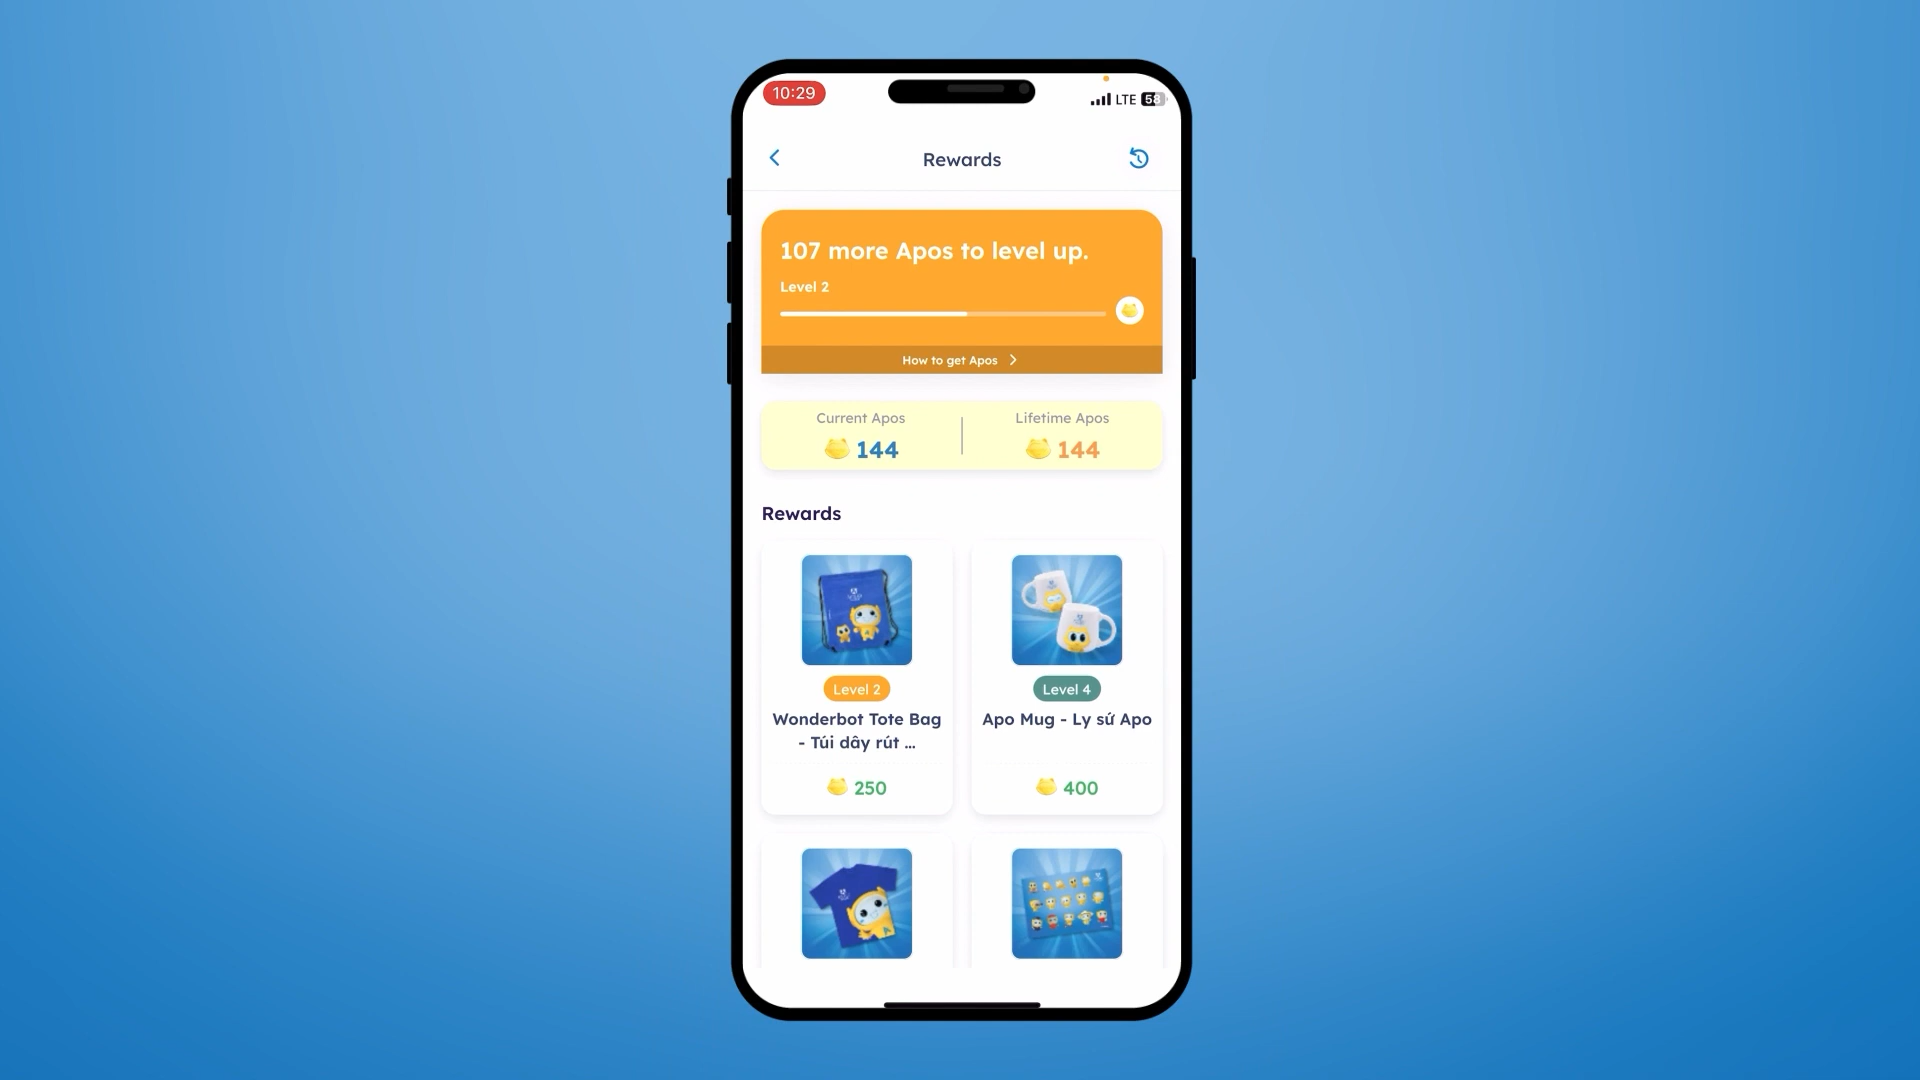 10:29
LTE 58
Rewards
107 more Apos to level up.
Level 2
How to get Apos
Current Apos
Lifetime Apos
144
144
Rewards
Level 2
Wonderbot Tote Bag
- Túi dây rút ...
250
Level 4
Apo Mug - Ly sứ Apo
400